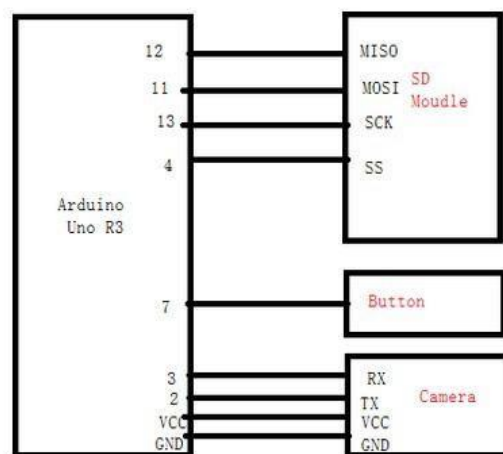 12 MISO
11 MOSI SD
Moudle
13 SCK
4 SS
Arduino
Uno R3
7 Button
3 RX
2 TX Camera
VCC VCC
GND GND